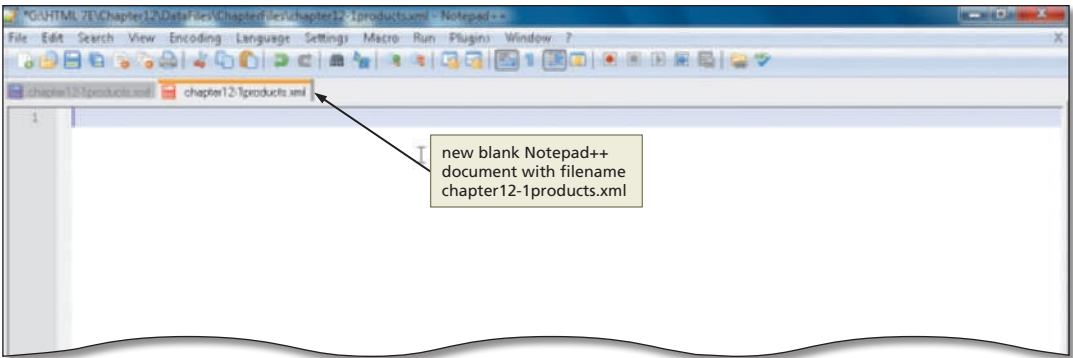 *G:\HTML 7E\Chapter12\DataFiles\ChapterFiles\chapter12-1products.xml - Notepad++
File Edit Search View Encoding Language Settings Macro Run Plugins Window ? X
chapter12-1products.xml
1
new blank Notepad++
document with filename
chapter12-1products.xml